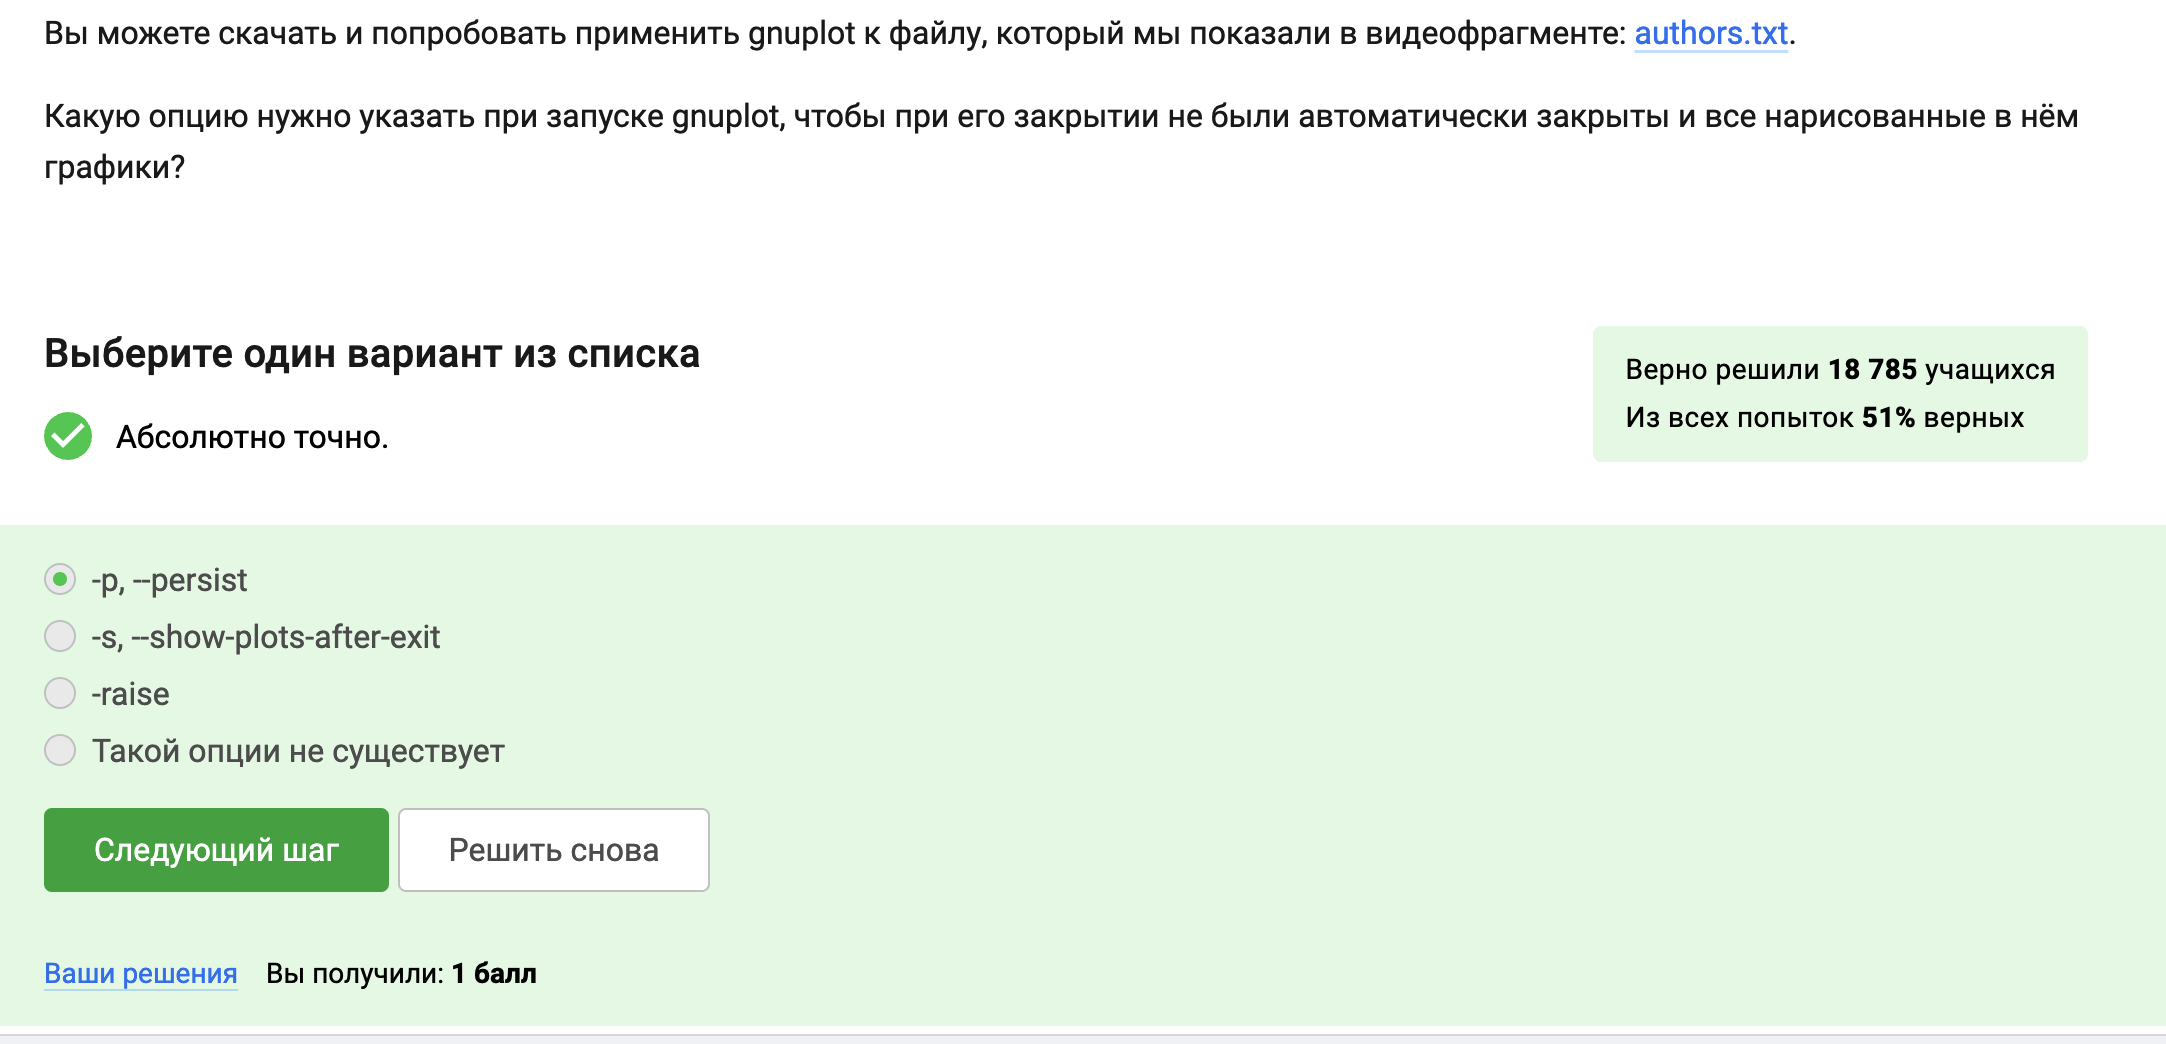 Вы можете скачать и попробовать применить gnuplot к файлу, который мы показали в видеофрагменте: authors.txt.
Какую опцию нужно указать при запуске gnuplot, чтобы при его закрытии не были автоматически закрыты и все нарисованные в нём
графики?
Выберите один вариант из списка
Абсолютно точно.
Верно решили 18 785 учащихся
Из всех попыток 51% верных
-p, --persist
-s, --show-plots-after-exit
-raise
Такой опции не существует
Следующий шаг
Решить снова
Ваши решения Вы получили: 1 балл